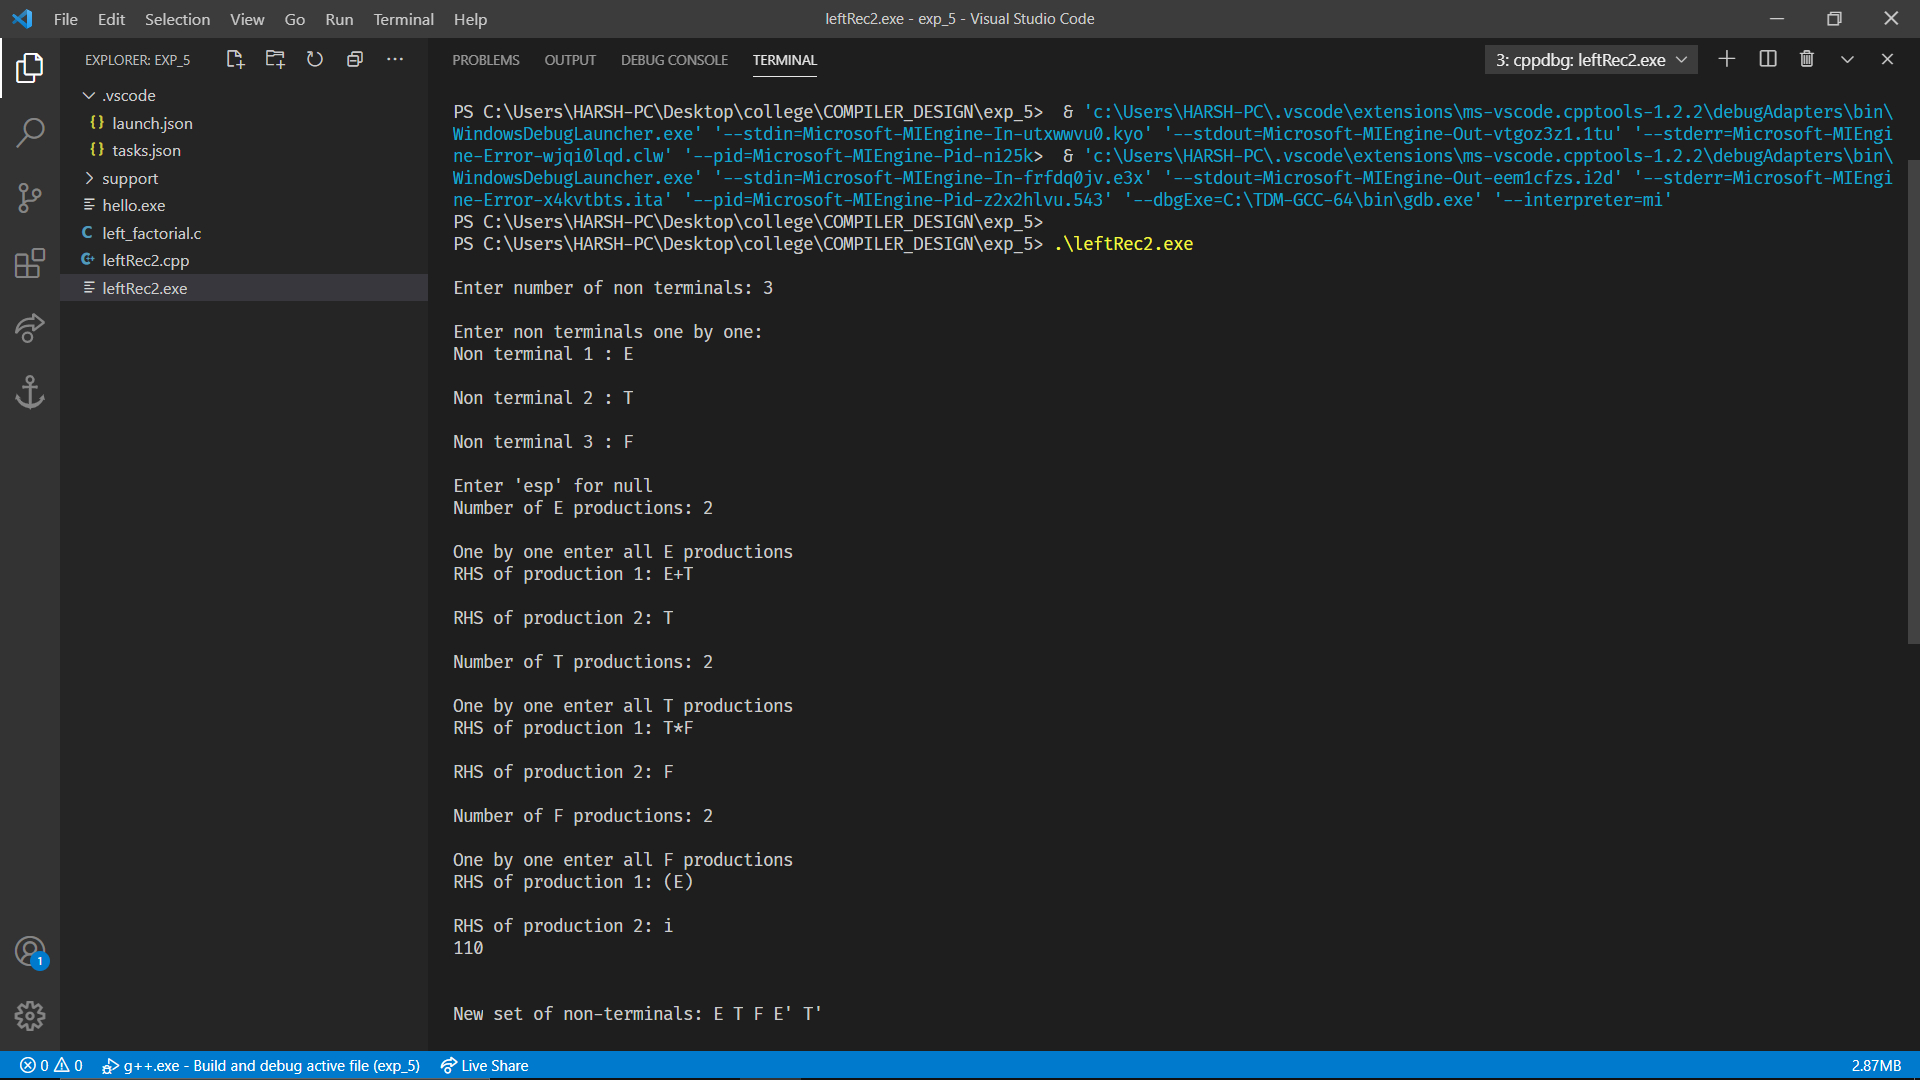 File Edit Selection View Go Run Terminal Help
leftRec2.exe - exp_5 - Visual Studio Code
EXPLORER: EXP_5
.vscode
{} launch.json
{} tasks.json
support
hello.exe
C left_factorial.c
C+ leftRec2.cpp
leftRec2.exe
PROBLEMS OUTPUT DEBUG CONSOLE TERMINAL
3: cppdbg: leftRec2.exe
PS C:\Users\HARSH-PC\Desktop\college\COMPILER_DESIGN\exp_5>  & 'c:\Users\HARSH-PC\.vscode\extensions\ms-vscode.cpptools-1.2.2\debugAdapters\bin\
WindowsDebugLauncher.exe' '--stdin=Microsoft-MIEngine-In-utxwwvu0.kyo' '--stdout=Microsoft-MIEngine-Out-vtgoz3z1.1tu' '--stderr=Microsoft-MIEngi
ne-Error-wjqi0lqd.clw' '--pid=Microsoft-MIEngine-Pid-ni25k>  & 'c:\Users\HARSH-PC\.vscode\extensions\ms-vscode.cpptools-1.2.2\debugAdapters\bin\
WindowsDebugLauncher.exe' '--stdin=Microsoft-MIEngine-In-frfdq0jv.e3x' '--stdout=Microsoft-MIEngine-Out-eem1cfzs.i2d' '--stderr=Microsoft-MIEngi
ne-Error-x4kvtbts.ita' '--pid=Microsoft-MIEngine-Pid-z2x2hlvu.543' '--dbgExe=C:\TDM-GCC-64\bin\gdb.exe' '--interpreter=mi'
PS C:\Users\HARSH-PC\Desktop\college\COMPILER_DESIGN\exp_5>
PS C:\Users\HARSH-PC\Desktop\college\COMPILER_DESIGN\exp_5> .\leftRec2.exe
Enter number of non terminals: 3
Enter non terminals one by one:
Non terminal 1 : E
Non terminal 2 : T
Non terminal 3 : F
Enter 'esp' for null
Number of E productions: 2
One by one enter all E productions
RHS of production 1: E+T
RHS of production 2: T
Number of T productions: 2
One by one enter all T productions
RHS of production 1: T*F
RHS of production 2: F
Number of F productions: 2
One by one enter all F productions
RHS of production 1: (E)
RHS of production 2: i
110
New set of non-terminals: E T F E' T'
1
0 0 g++.exe - Build and debug active file (exp_5) Live Share
2.87MB